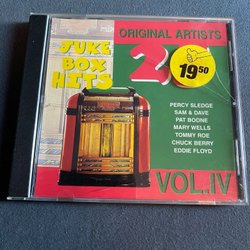 ORIGINAL ARTISTS
JUKE
BOX
HITS
2
19.50
PERCY SLEDGE
SAM & DAVE
PAT BOONE
MARY WELLS
TOMMY ROE
CHUCK BERRY
EDDIE FLOYD
VOL.IV